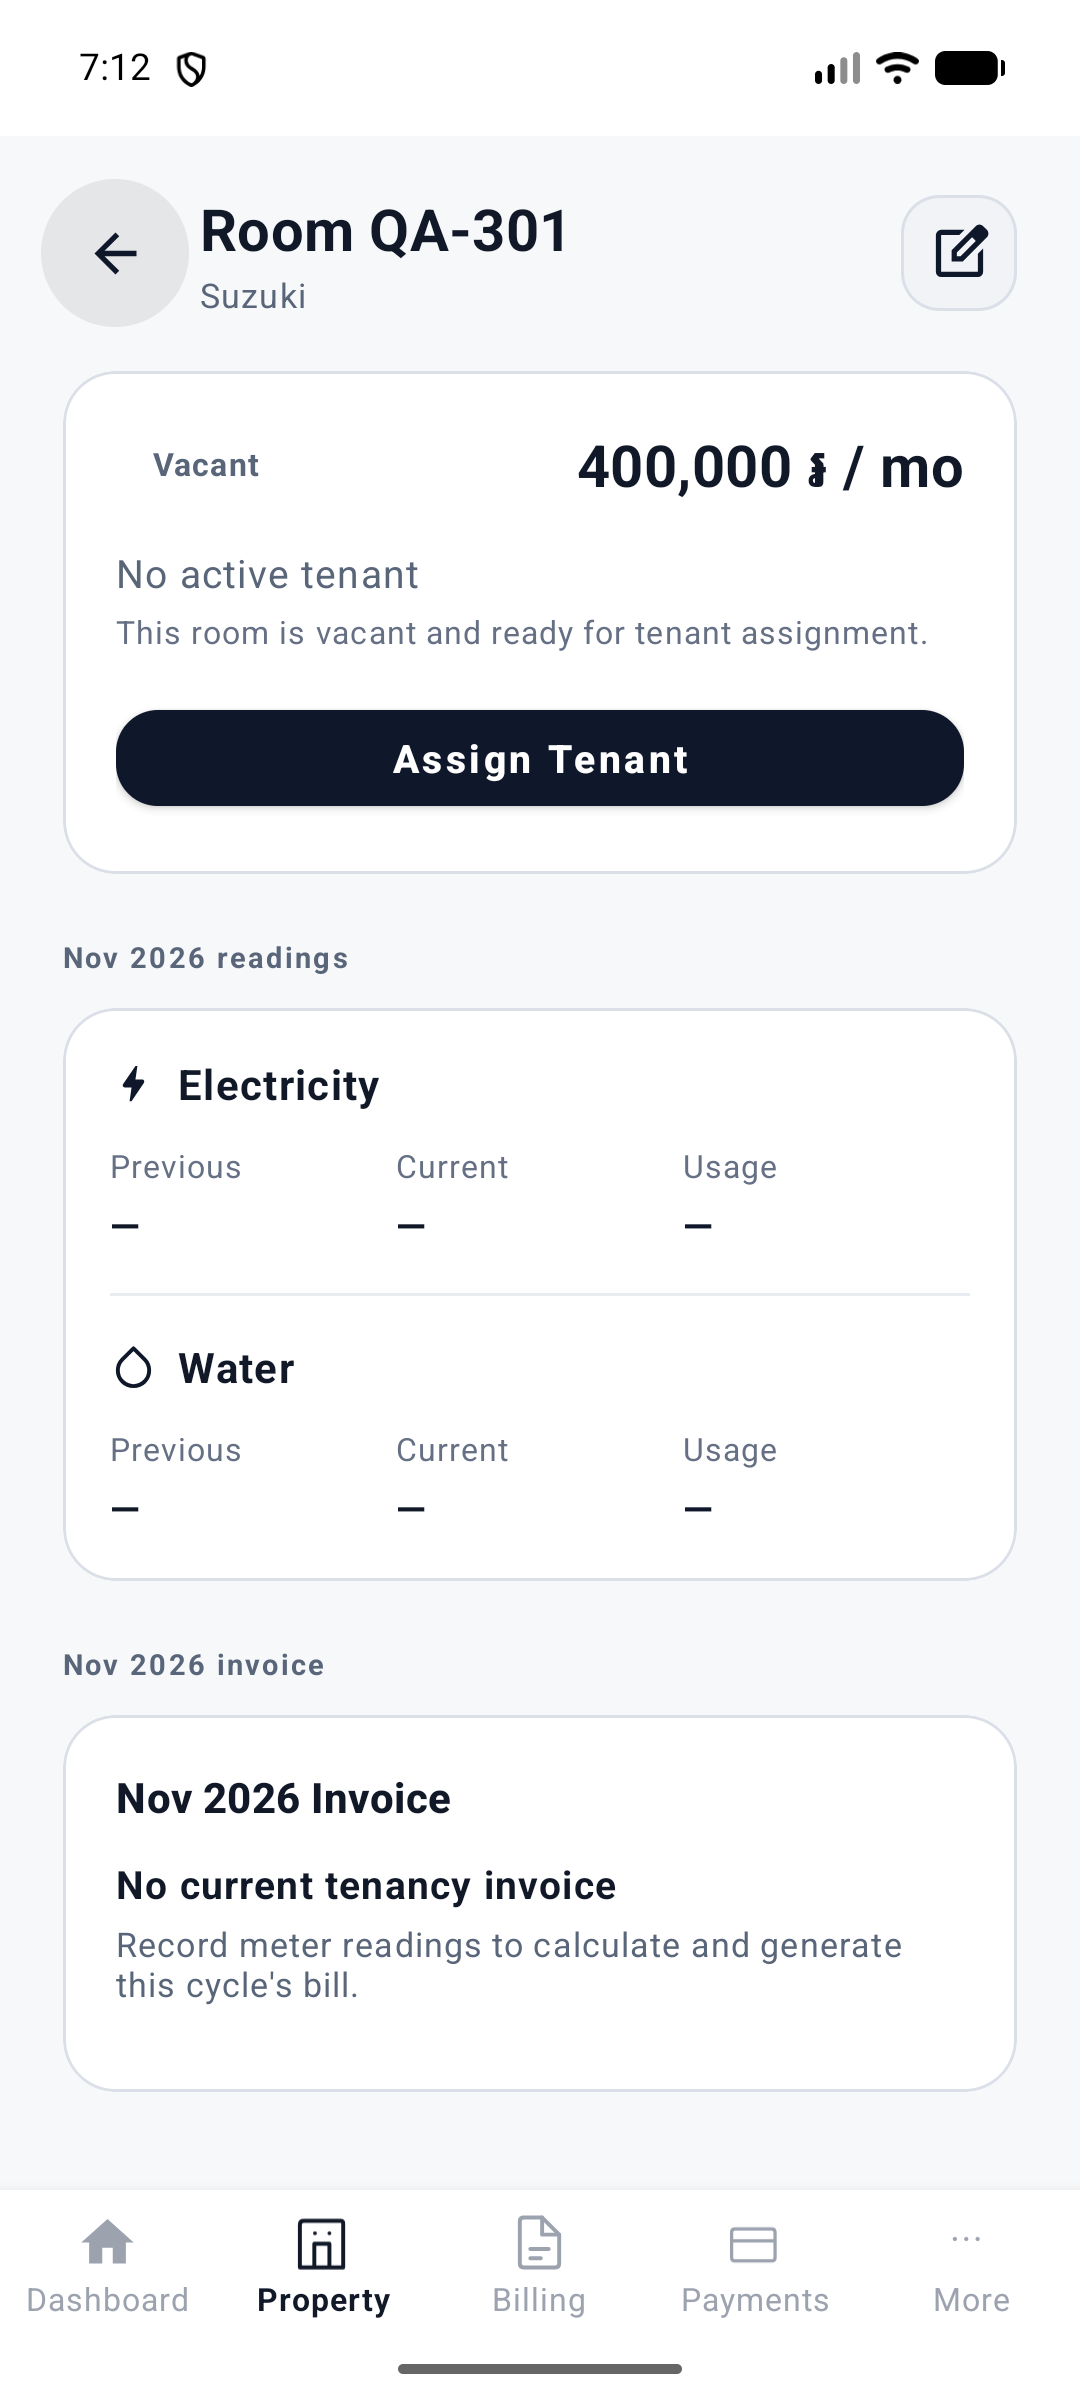 7:12
Room QA-301
Suzuki
Vacant
400,000 ៛ / mo
No active tenant
This room is vacant and ready for tenant assignment.
Assign Tenant
Nov 2026 readings
Electricity
Previous Current Usage
— — —
Water
Previous Current Usage
— — —
Nov 2026 invoice
Nov 2026 Invoice
No current tenancy invoice
Record meter readings to calculate and generate
this cycle's bill.
Dashboard Property Billing Payments More